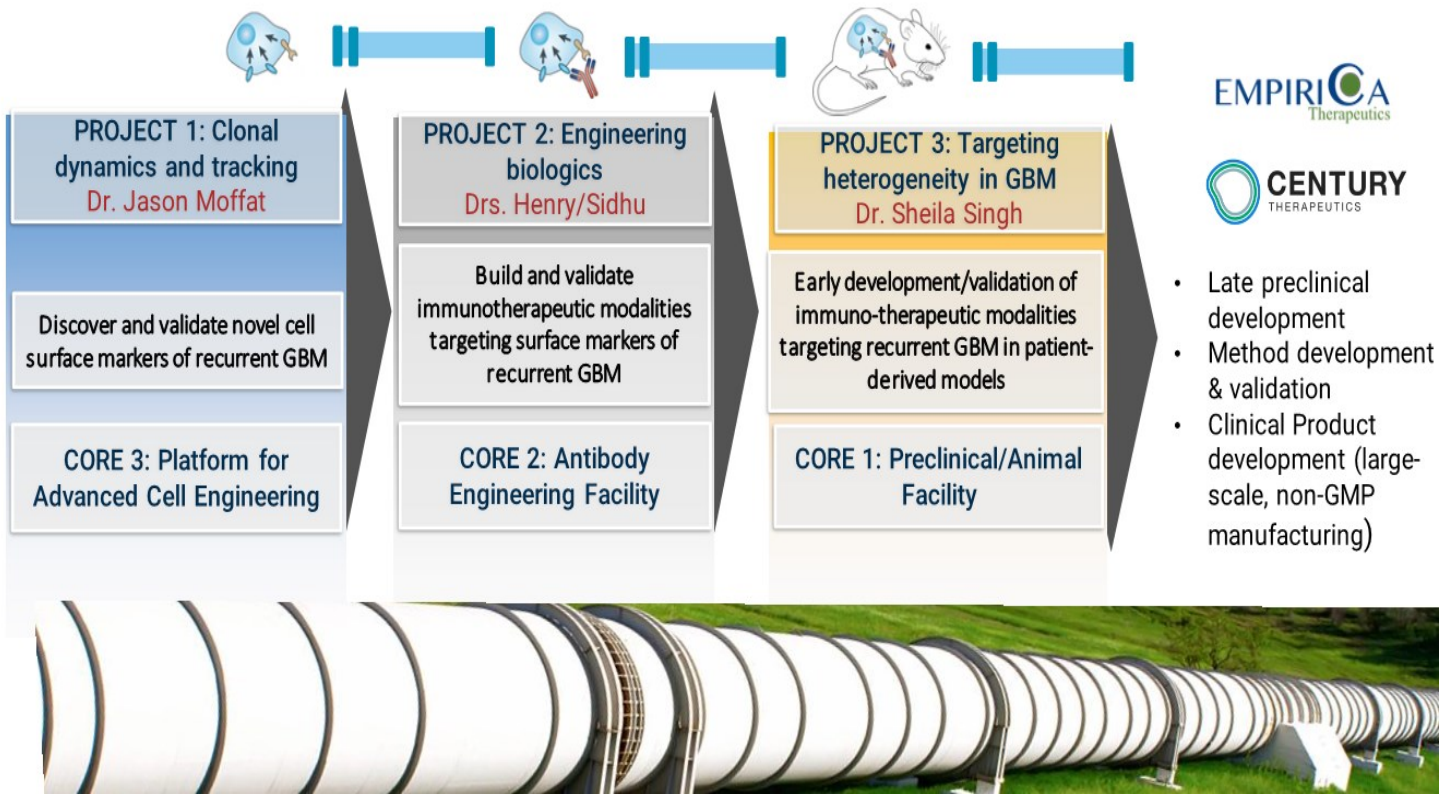 PROJECT 1: Clonal
dynamics and tracking
Dr. Jason Moffat
Discover and validate novel cell
surface markers of recurrent GBM
CORE 3: Platform for
Advanced Cell Engineering
PROJECT 2: Engineering
biologics
Drs. Henry/Sidhu
Build and validate
immunotherapeutic modalities
targeting surface markers of
recurrent GBM
CORE 2: Antibody
Engineering Facility
PROJECT 3: Targeting
heterogeneity in GBM
Dr. Sheila Singh
Early development/validation of
immuno-therapeutic modalities
targeting recurrent GBM in patient-
derived models
CORE 1: Preclinical/Animal
Facility
EMPIRICA
Therapeutics
CENTURY
THERAPEUTICS
• Late preclinical
development
• Method development
& validation
• Clinical Product
development (large-
scale, non-GMP
manufacturing)